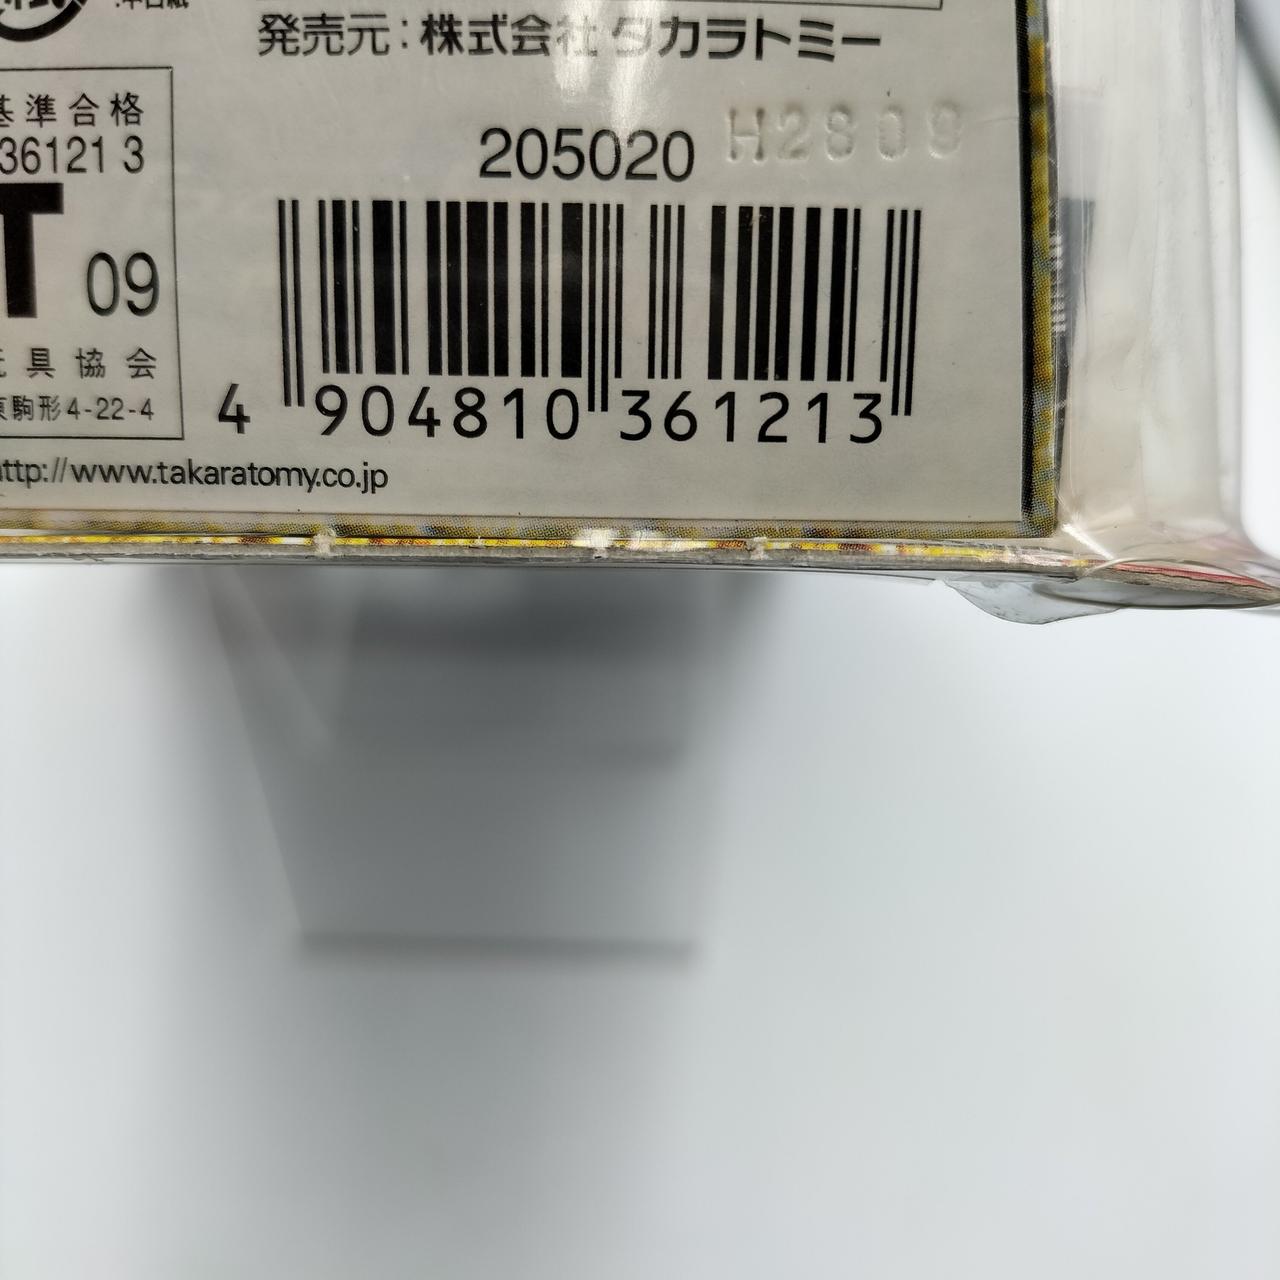 発売元：株式会社タカラトミー
基準合格
36121 3
205020
H2809
T 09
玩具協会
東駒形4-22-4
4 904810 361213
http://www.takaratomy.co.jp